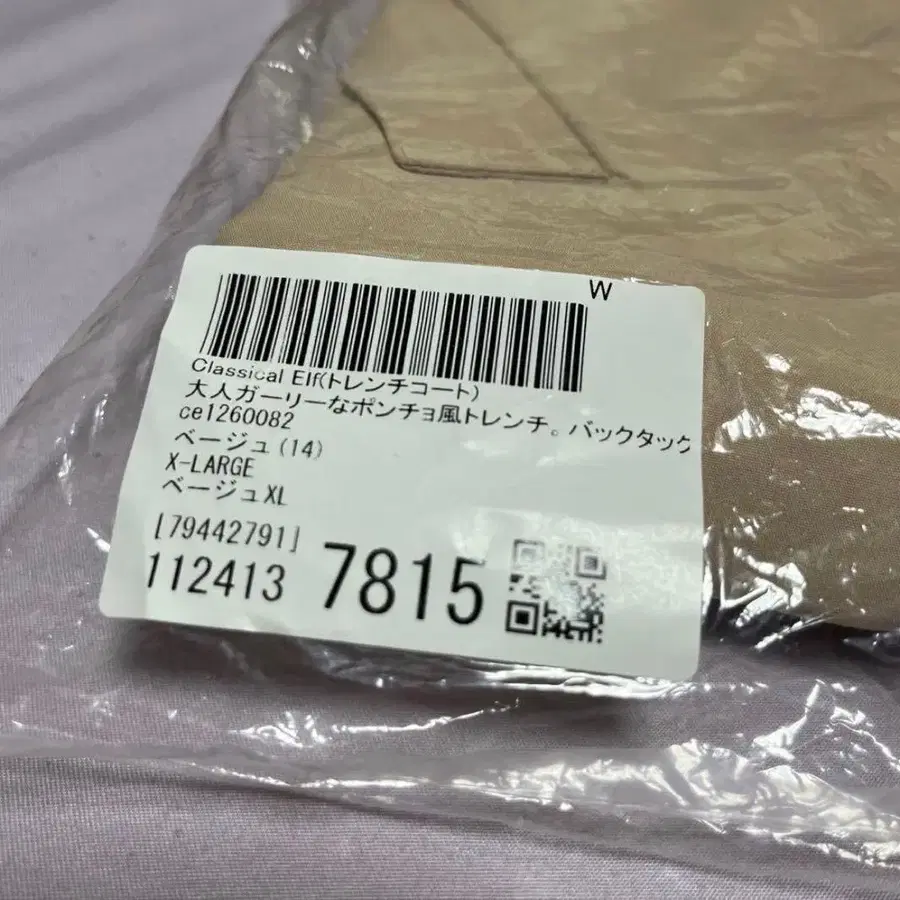 W
Classical Elf(トレンチコート)
大人ガーリーなポンチョ風トレンチ。バックタック
ce1260082
ベージュ(14)
X-LARGE
ベージュXL
[79442791]
112413 7815